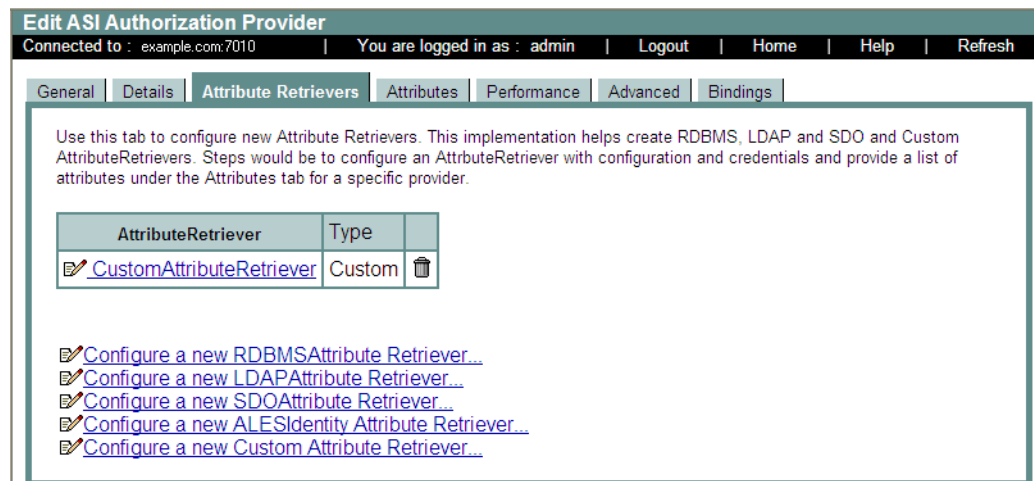 Edit ASI Authorization Provider
Connected to : example.com:7010 | You are logged in as : admin | Logout | Home | Help | Refresh
General Details Attribute Retrievers Attributes Performance Advanced Bindings
Use this tab to configure new Attribute Retrievers. This implementation helps create RDBMS, LDAP and SDO and Custom
AttributeRetrievers. Steps would be to configure an AttrbuteRetriever with configuration and credentials and provide a list of
attributes under the Attributes tab for a specific provider.
AttributeRetriever Type
CustomAttributeRetriever Custom
Configure a new RDBMSAttribute Retriever...
Configure a new LDAPAttribute Retriever...
Configure a new SDOAttribute Retriever...
Configure a new ALESIdentity Attribute Retriever...
Configure a new Custom Attribute Retriever...